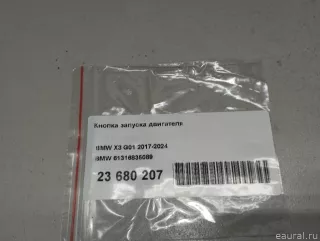 Кнопка запуска двигателя
BMW X3 G01 2017-2024
BMW 61316835089
23 680 207
eaural.ru